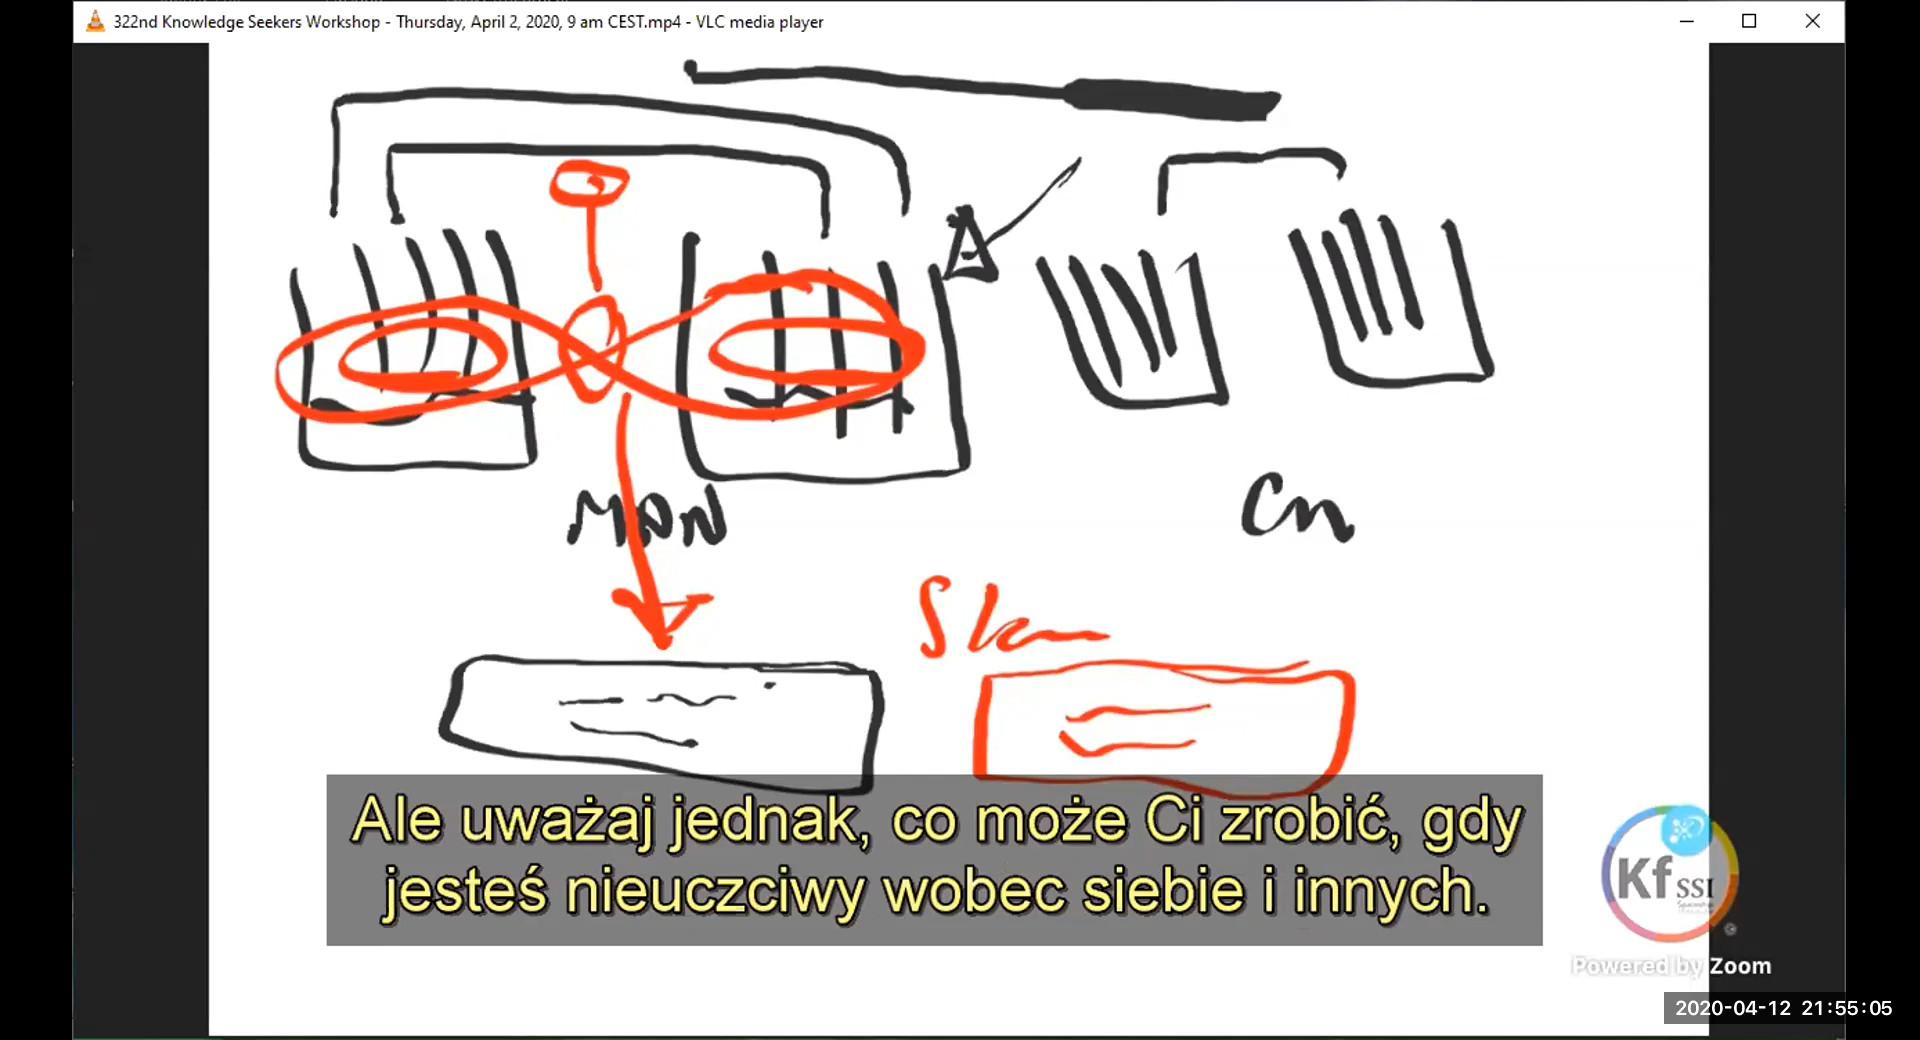 322nd Knowledge Seekers Workshop - Thursday, April 2, 2020, 9 am CEST.mp4 - VLC media player
Ale uważaj jednak, co może Ci zrobić, gdy
jesteś nieuczciwy wobec siebie i innych.
Kf SSI
Powered by Zoom
2020-04-12 21:55:05